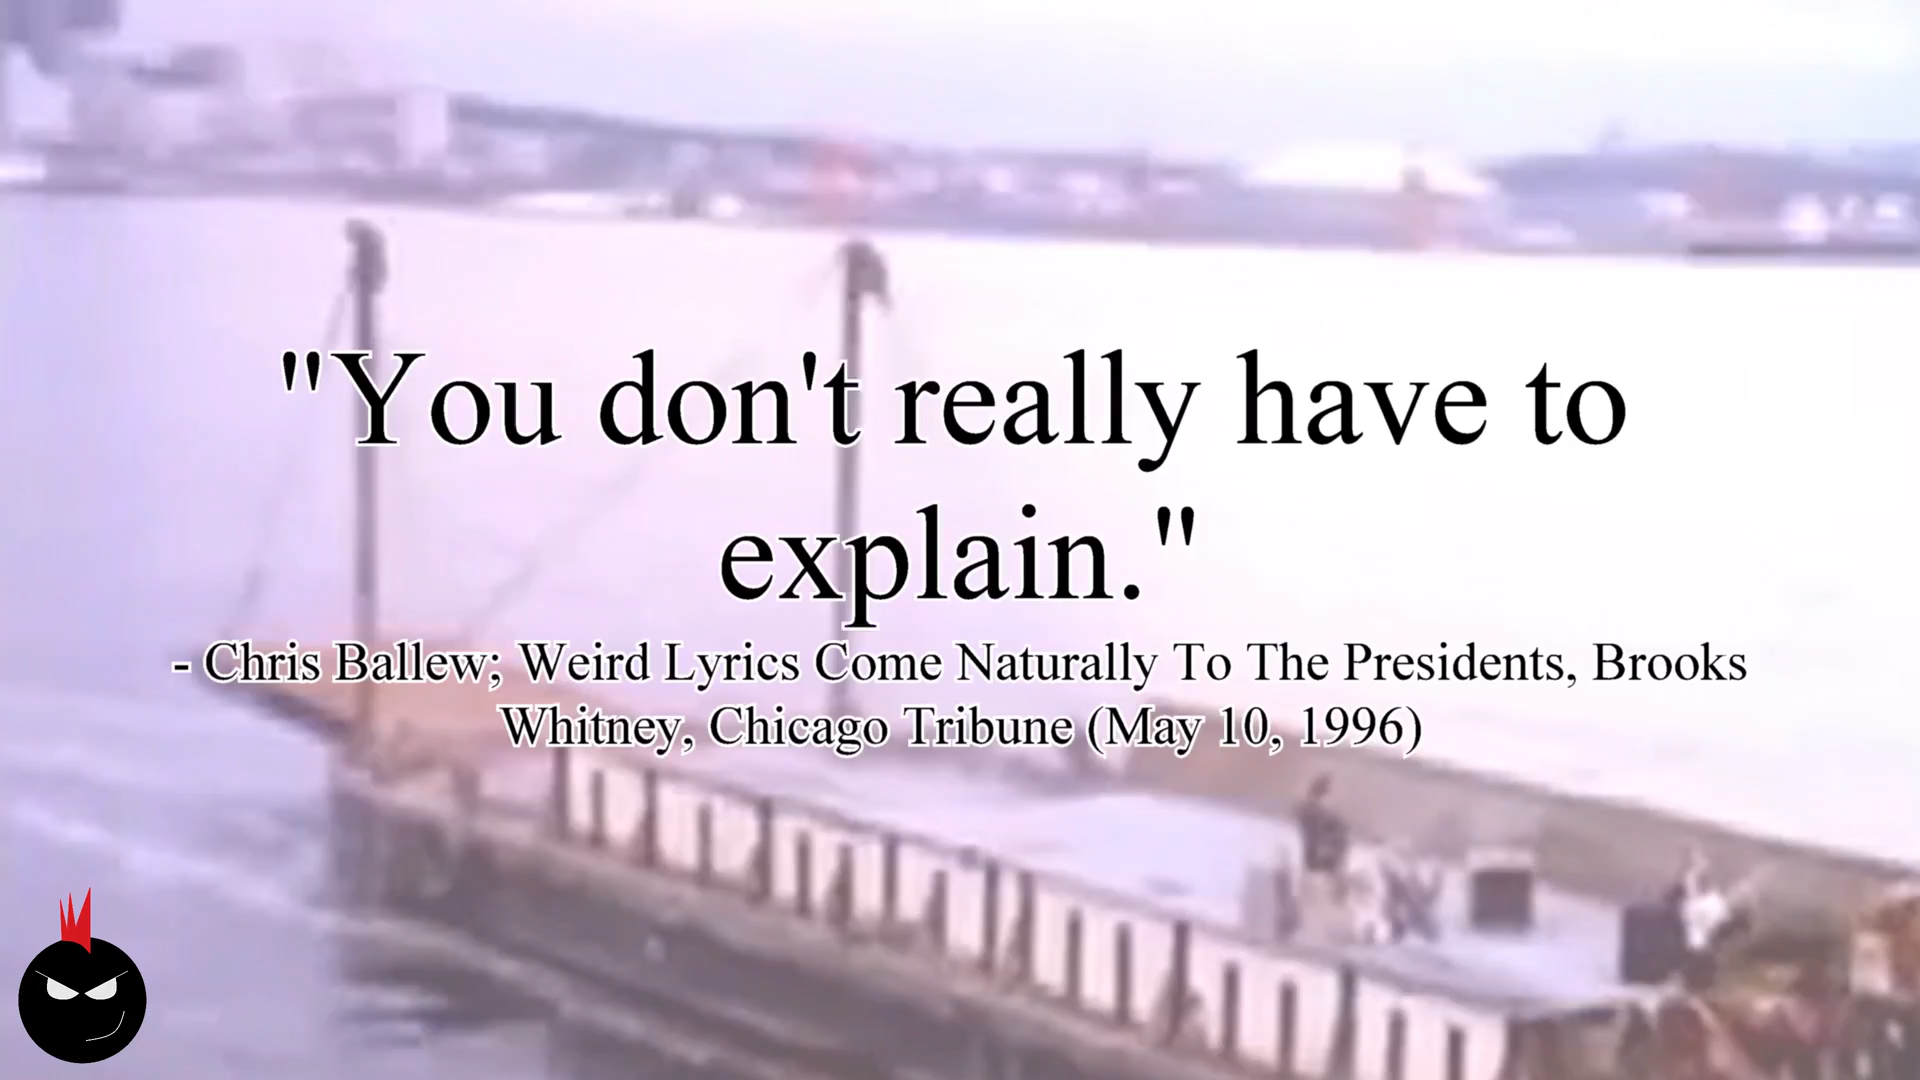 "You don't really have to
explain."
- Chris Ballew; Weird Lyrics Come Naturally To The Presidents, Brooks
Whitney, Chicago Tribune (May 10, 1996)